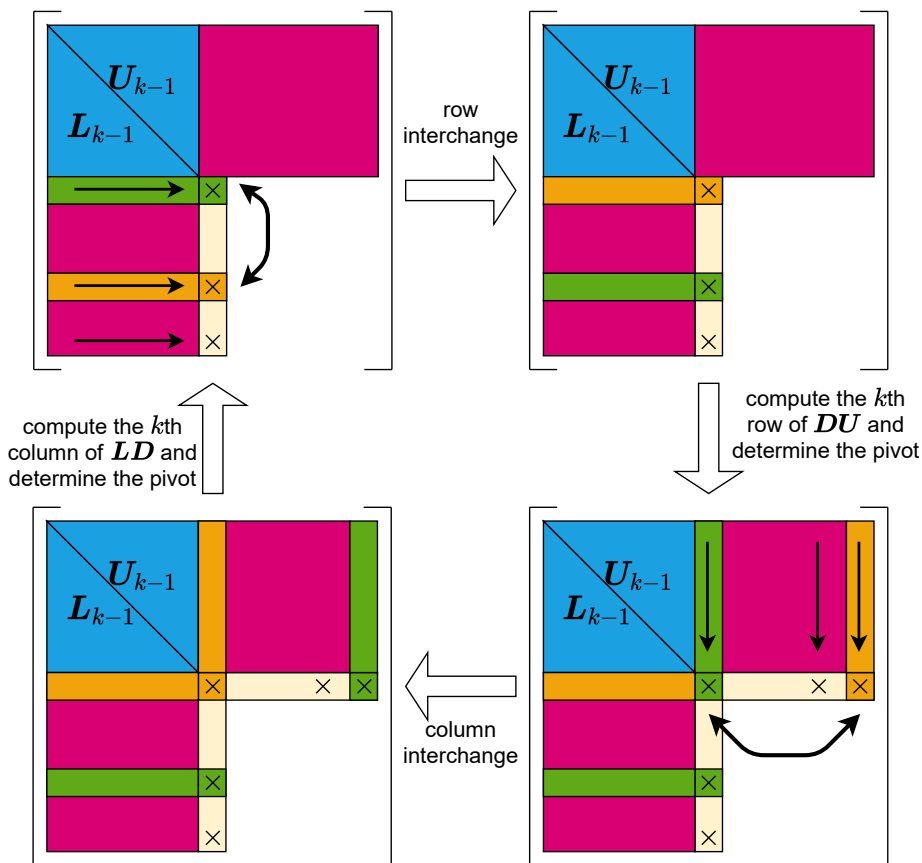 U_{k-1}
L_{k-1}
row
interchange
U_{k-1}
L_{k-1}
compute the kth
column of LD and
determine the pivot
compute the kth
row of DU and
determine the pivot
U_{k-1}
L_{k-1}
column
interchange
U_{k-1}
L_{k-1}